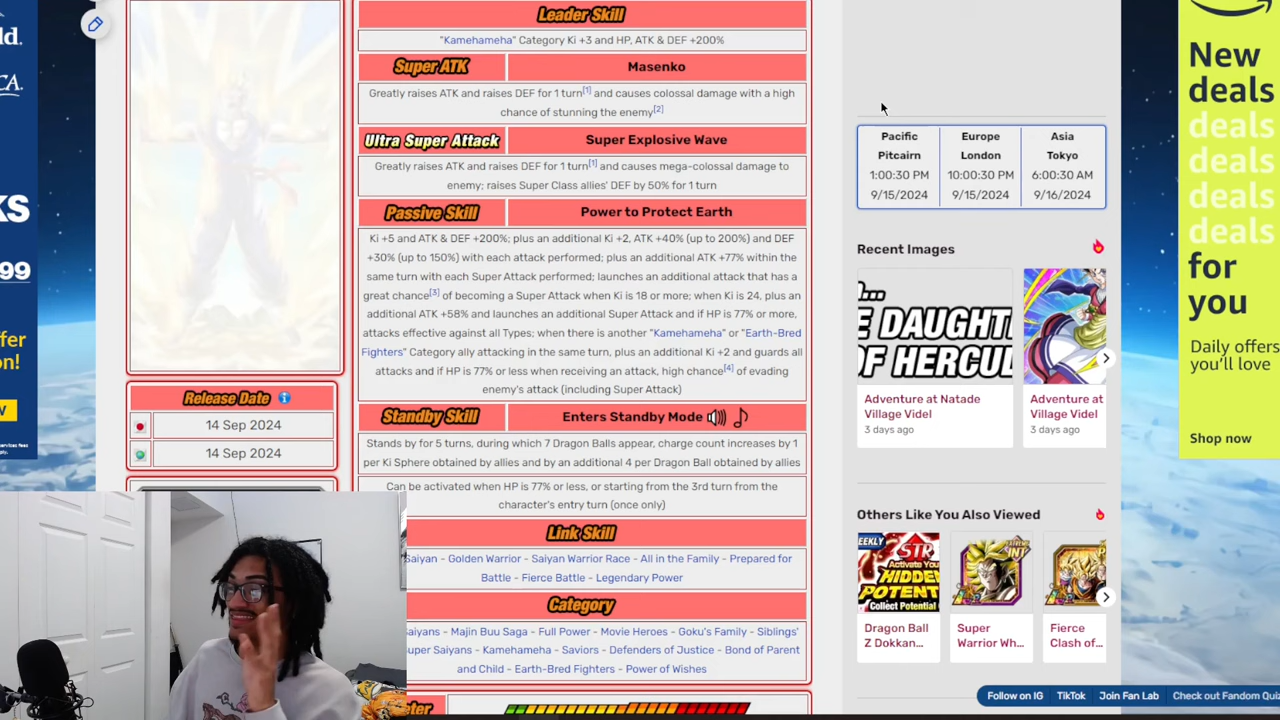 Leader Skill
"Kamehameha" Category Ki +3 and HP, ATK & DEF +200%
Super ATK
Masenko
Greatly raises ATK and raises DEF for 1 turn[1] and causes colossal damage with a high
chance of stunning the enemy[2]
Ultra Super Attack
Super Explosive Wave
Greatly raises ATK and raises DEF for 1 turn[1] and causes mega-colossal damage to
enemy; raises Super Class allies' DEF by 50% for 1 turn
Passive Skill
Power to Protect Earth
Ki +5 and ATK & DEF +200%; plus an additional Ki +2, ATK +40% (up to 200%) and DEF
+30% (up to 150%) with each attack performed; plus an additional ATK +77% within the
same turn with each Super Attack performed; launches an additional attack that has a
great chance[3] of becoming a Super Attack when Ki is 18 or more; when Ki is 24, plus an
additional ATK +58% and launches an additional Super Attack and if HP is 77% or more,
attacks effective against all Types; when there is another "Kamehameha" or "Earth-Bred
Fighters" Category ally attacking in the same turn, plus an additional Ki +2 and guards all
attacks and if HP is 77% or less when receiving an attack, high chance[4] of evading
enemy's attack (including Super Attack)
Standby Skill
Enters Standby Mode
Stands by for 5 turns, during which 7 Dragon Balls appear, charge count increases by 1
per Ki Sphere obtained by allies and by an additional 4 per Dragon Ball obtained by allies
Can be activated when HP is 77% or less, or starting from the 3rd turn from the
character's entry turn (once only)
Link Skill
Saiyan - Golden Warrior - Saiyan Warrior Race - All in the Family - Prepared for
Battle - Fierce Battle - Legendary Power
Category
aiyans - Majin Buu Saga - Full Power - Movie Heroes - Goku's Family - Siblings'
uper Saiyans - Kamehameha - Saviors - Defenders of Justice - Bond of Parent
and Child - Earth-Bred Fighters - Power of Wishes
Release Date
14 Sep 2024
14 Sep 2024
Pacific
Pitcairn
1:00:30 PM
9/15/2024
Europe
London
10:00:30 PM
9/15/2024
Asia
Tokyo
6:00:30 AM
9/16/2024
Recent Images
E DAUGHT
OF HERCUL
Adventure at Natade
Village Videl
3 days ago
Adventure at
Village Videl
3 days ago
Others Like You Also Viewed
EEKLY
STR
Activate You
HIDDE
POTENT
Collect Potential
Dragon Ball
Z Dokkan...
INT
Super
Warrior Wh...
Fierce
Clash of...
Follow on IG
TikTok
Join Fan Lab
Check out Fandom Quiz
New
deals
deals
deals
deals
deals
for
you
Daily offers
you'll love
Shop now
ld.
CA.
KS
99
ffer
on!